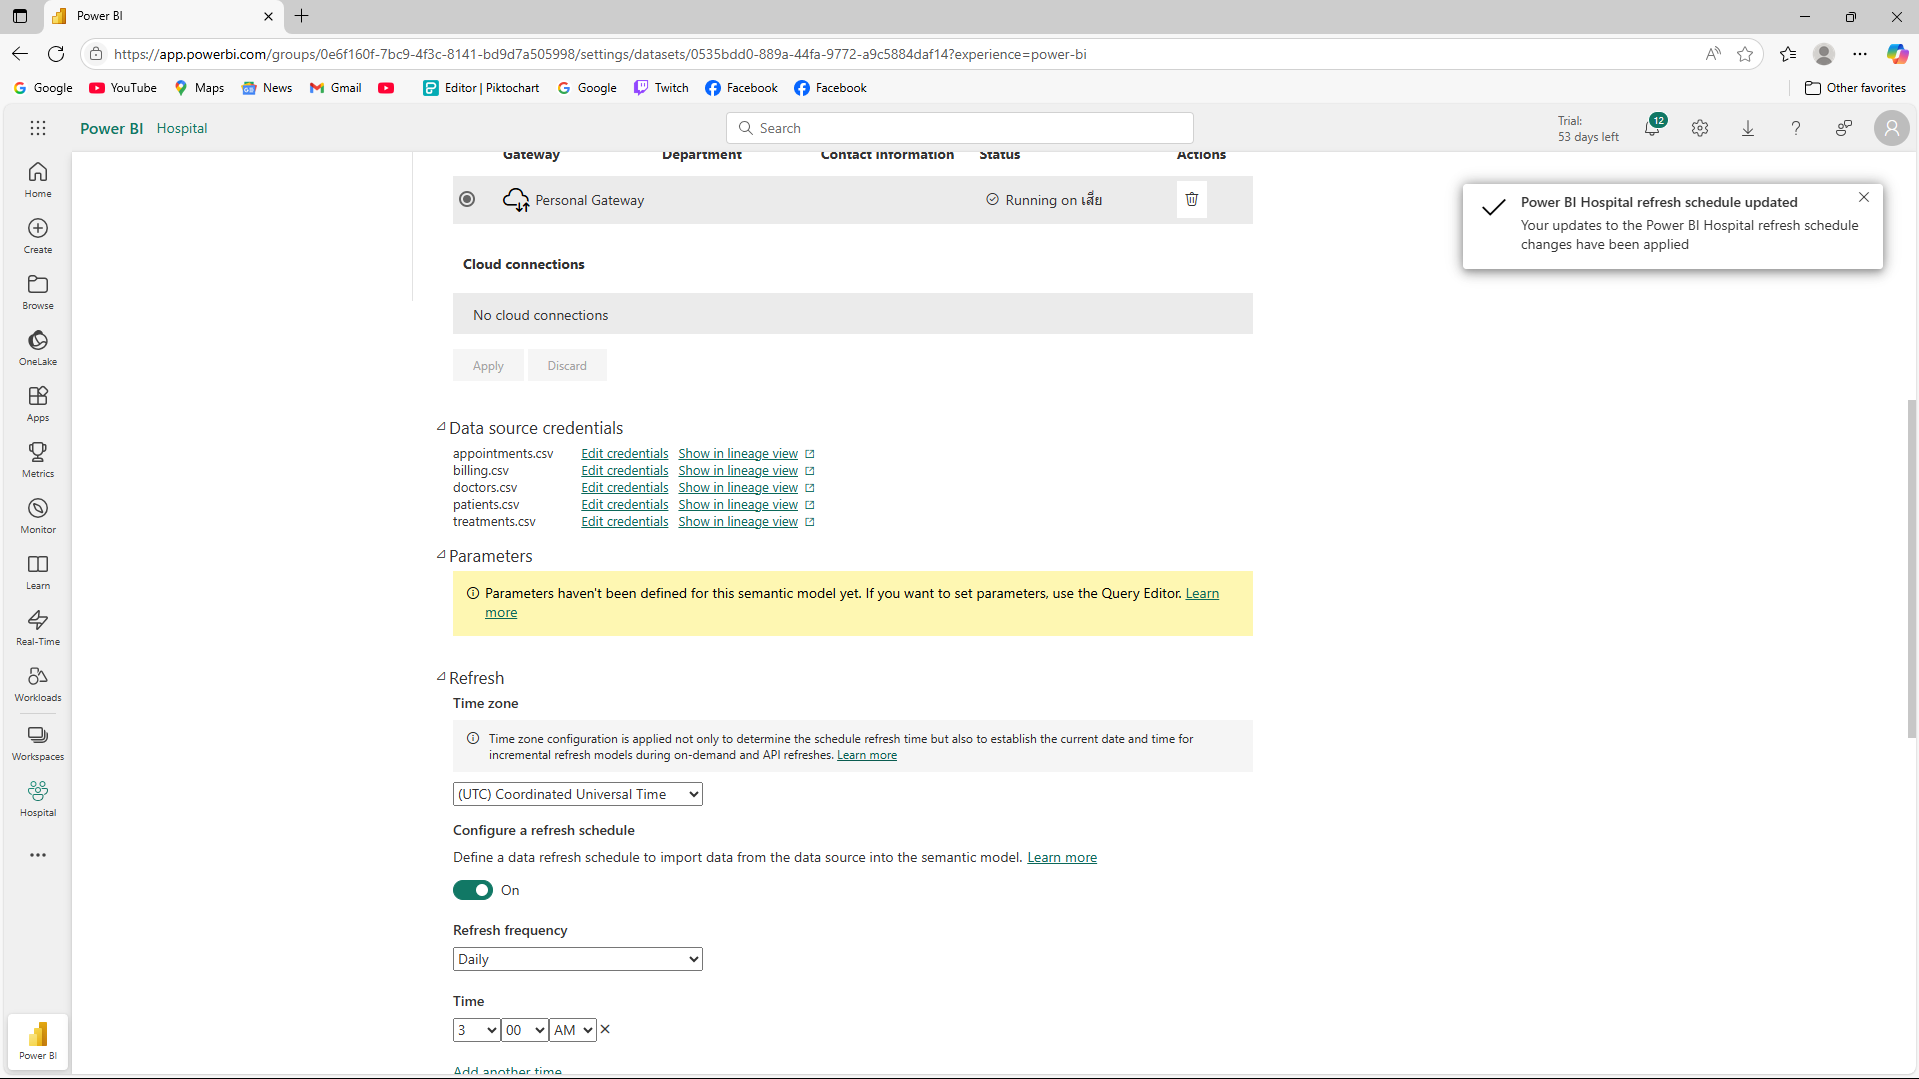 Power BI
https://app.powerbi.com/groups/0e6f160f-7bc9-4f3c-8141-bd9d7a505998/settings/datasets/0535bdd0-889a-44fa-9772-a9c5884daf14?experience=power-bi
Google YouTube Maps News Gmail Editor | Piktochart Google Twitch Facebook Facebook Other favorites
Power BI Hospital
Search
Trial:
53 days left
12
Home
Create
Browse
OneLake
Apps
Metrics
Monitor
Learn
Real-Time
Workloads
Workspaces
Hospital
Power BI
Gateway Department Contact information Status Actions
Personal Gateway Running on เสี่ย
Cloud connections
No cloud connections
Apply Discard
Data source credentials
appointments.csv Edit credentials Show in lineage view
billing.csv Edit credentials Show in lineage view
doctors.csv Edit credentials Show in lineage view
patients.csv Edit credentials Show in lineage view
treatments.csv Edit credentials Show in lineage view
Parameters
Parameters haven't been defined for this semantic model yet. If you want to set parameters, use the Query Editor. Learn
more
Refresh
Time zone
Time zone configuration is applied not only to determine the schedule refresh time but also to establish the current date and time for
incremental refresh models during on-demand and API refreshes. Learn more
(UTC) Coordinated Universal Time
Configure a refresh schedule
Define a data refresh schedule to import data from the data source into the semantic model. Learn more
On
Refresh frequency
Daily
Time
3 00 AM
Add another time
Power BI Hospital refresh schedule updated
Your updates to the Power BI Hospital refresh schedule
changes have been applied